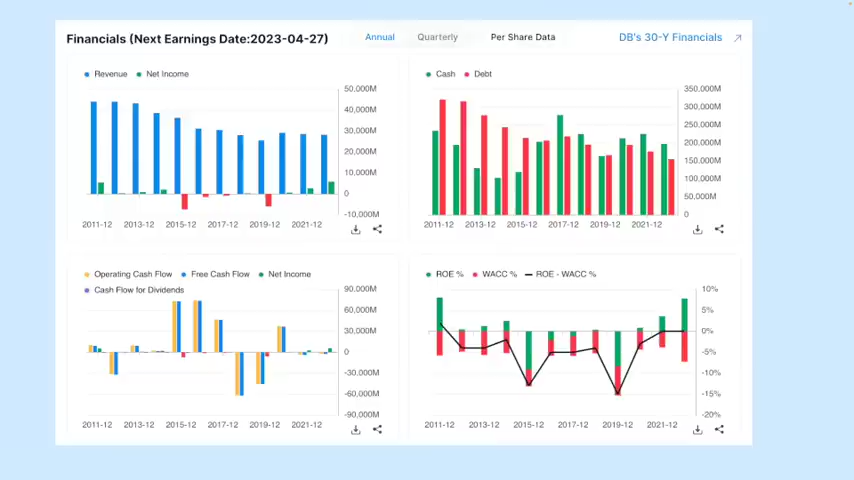 Financials (Next Earnings Date:2023-04-27) Annual Quarterly Per Share Data DB's 30-Y Financials
Revenue Net Income
50,000M
40,000M
30,000M
20,000M
10,000M
0
-10,000M
2011-12 2013-12 2015-12 2017-12 2019-12 2021-12
Cash Debt
350,000M
300,000M
250,000M
200,000M
150,000M
100,000M
50,000M
0
2011-12 2013-12 2015-12 2017-12 2019-12 2021-12
Operating Cash Flow Free Cash Flow Net Income
Cash Flow for Dividends
90,000M
60,000M
30,000M
0
-30,000M
-60,000M
-90,000M
2011-12 2013-12 2015-12 2017-12 2019-12 2021-12
ROE % WACC % ROE - WACC %
10%
5%
0%
-5%
-10%
-15%
-20%
2011-12 2013-12 2015-12 2017-12 2019-12 2021-12